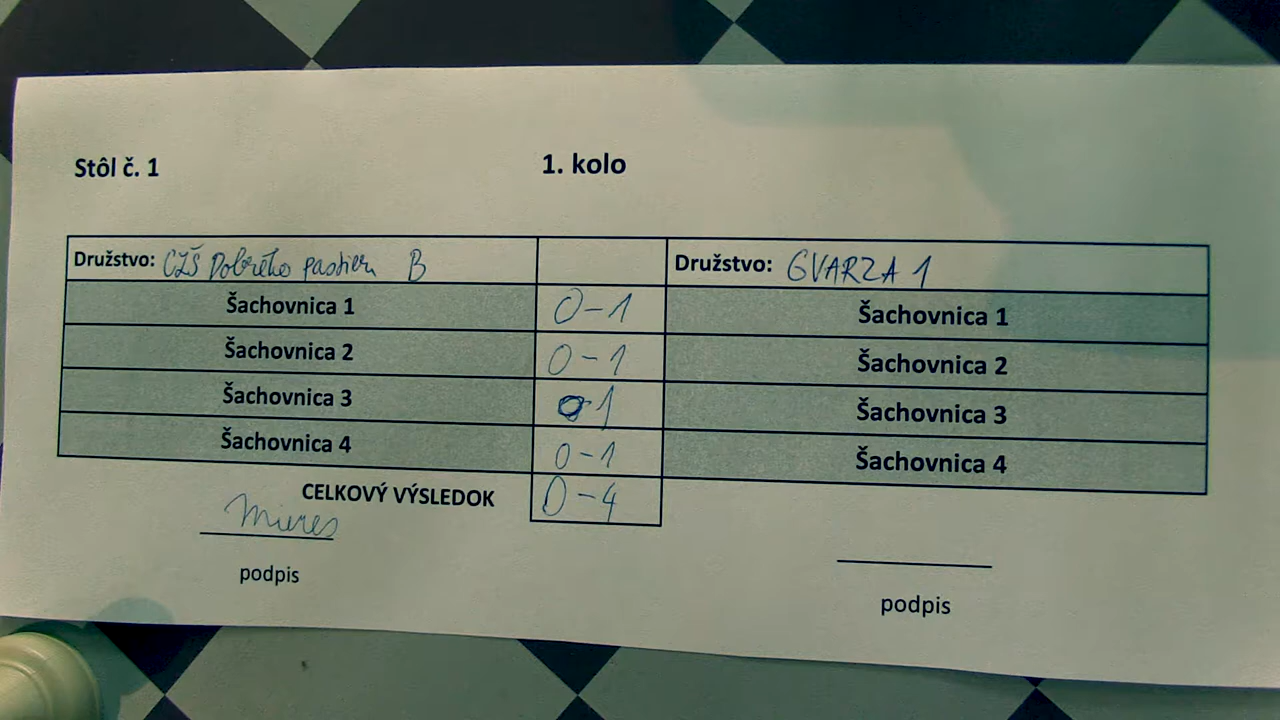 Stôl č. 1 1. kolo
Družstvo: CZŠ Dobrého pastiera B Družstvo: GVARZA 1
Šachovnica 1 0-1 Šachovnica 1
Šachovnica 2 0-1 Šachovnica 2
Šachovnica 3 0-1 Šachovnica 3
Šachovnica 4 0-1 Šachovnica 4
CELKOVÝ VÝSLEDOK 0-4
Mieres
podpis podpis